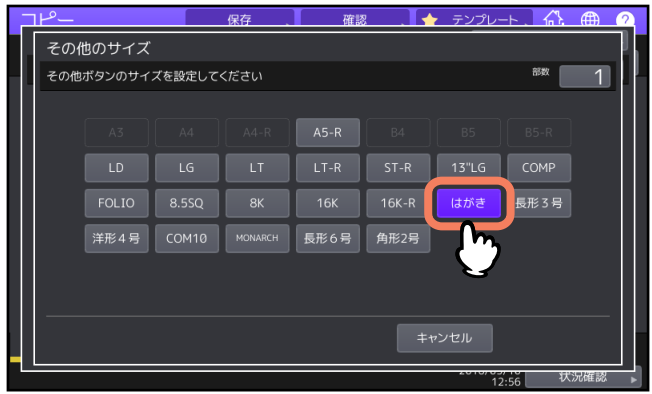 コピー 保存 確認 テンプレート ?
その他のサイズ
その他ボタンのサイズを設定してください 部数 1
A3 A4 A4-R A5-R B4 B5 B5-R
LD LG LT LT-R ST-R 13"LG COMP
FOLIO 8.5SQ 8K 16K 16K-R はがき 長形3号
洋形4号 COM10 MONARCH 長形6号 角形2号
キャンセル
12:56 状況確認